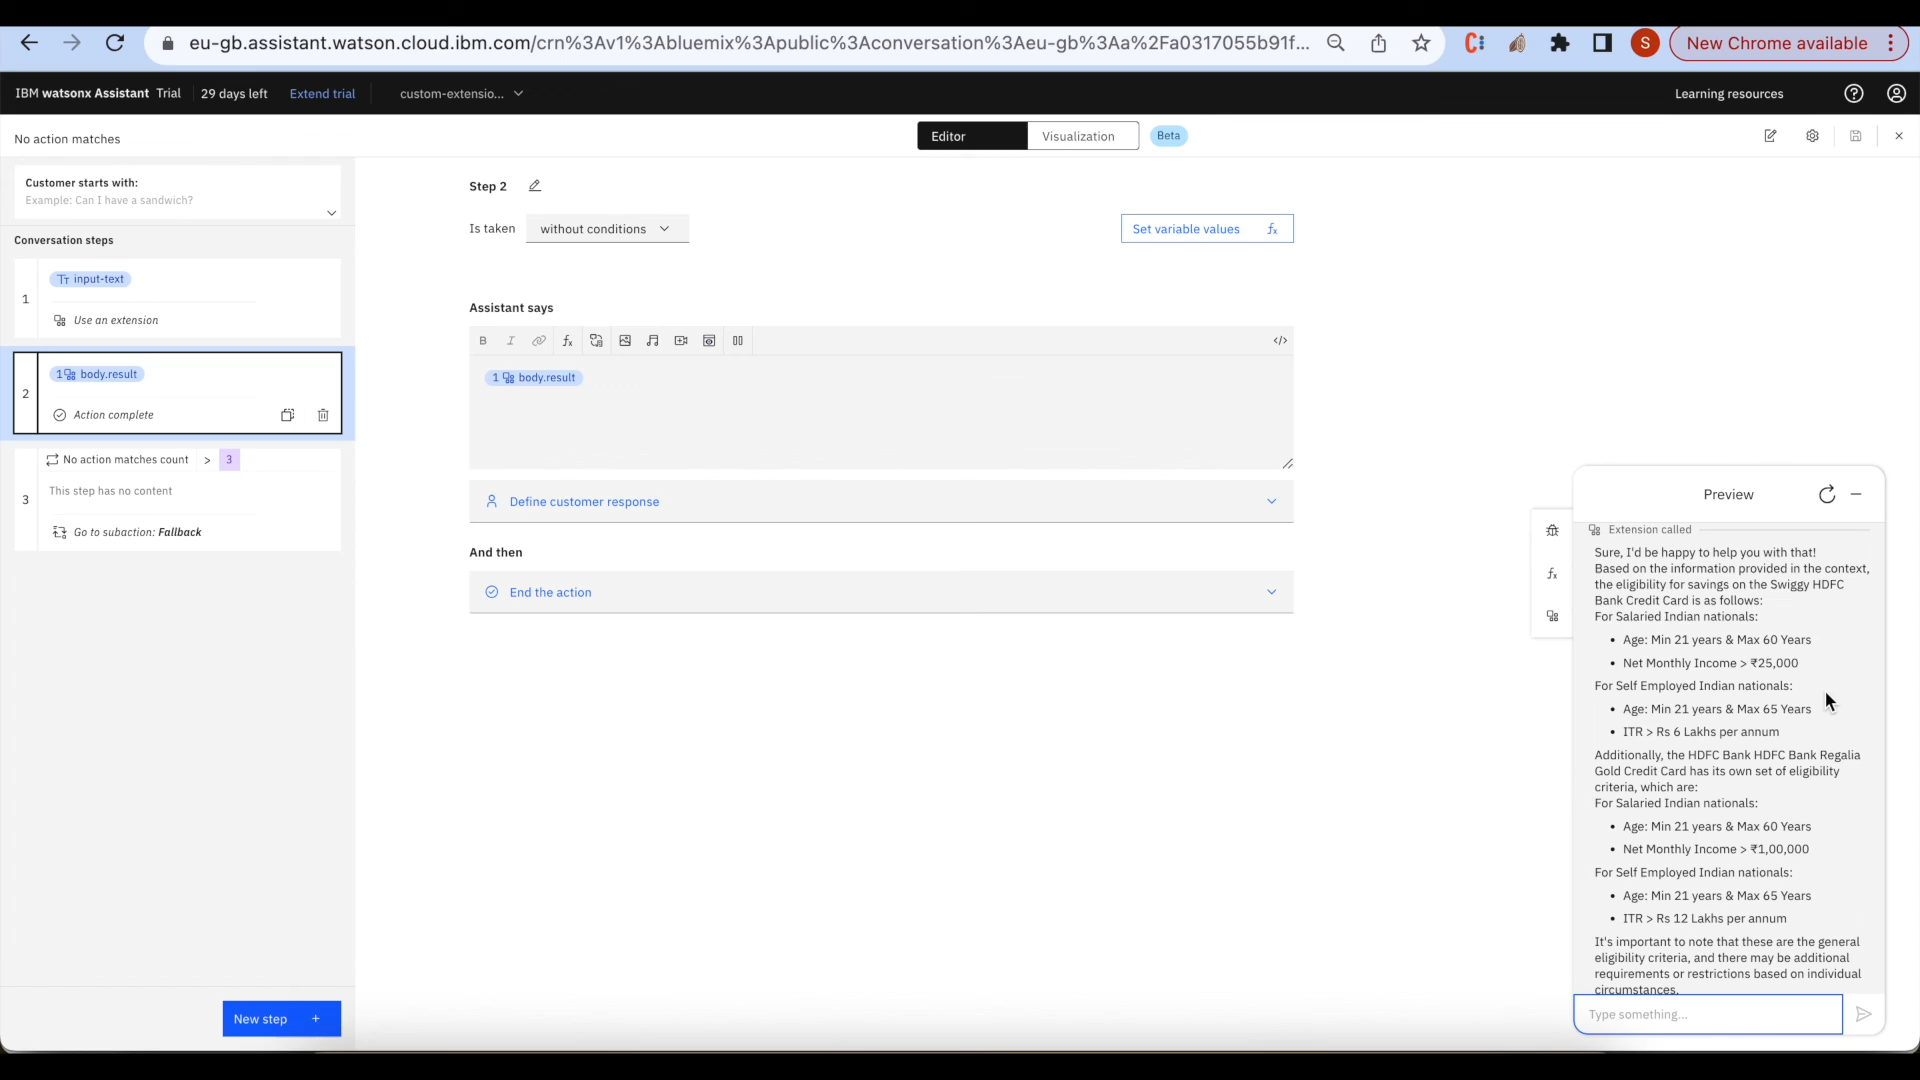 eu-gb.assistant.watson.cloud.ibm.com/crn%3Av1%3Abluemix%3Apublic%3Aconversation%3Aeu-gb%3Aa%2Fa0317055b91f...
S
New Chrome available
IBM watsonx Assistant Trial
29 days left
Extend trial
custom-extensio...
Learning resources
No action matches
Editor
Visualization
Beta
Customer starts with:
Example: Can I have a sandwich?
Conversation steps
1
input-text
Use an extension
2
1 body.result
Action complete
3
No action matches count > 3
This step has no content
Go to subaction: Fallback
New step +
Step 2
Is taken
without conditions
Set variable values fx
Assistant says
B I fx </>
1 body.result
Define customer response
And then
End the action
fx
Preview
Extension called
Sure, I'd be happy to help you with that!
Based on the information provided in the context,
the eligibility for savings on the Swiggy HDFC
Bank Credit Card is as follows:
For Salaried Indian nationals:
• Age: Min 21 years & Max 60 Years
• Net Monthly Income > ₹25,000
For Self Employed Indian nationals:
• Age: Min 21 years & Max 65 Years
• ITR > Rs 6 Lakhs per annum
Additionally, the HDFC Bank HDFC Bank Regalia
Gold Credit Card has its own set of eligibility
criteria, which are:
For Salaried Indian nationals:
• Age: Min 21 years & Max 60 Years
• Net Monthly Income > ₹1,00,000
For Self Employed Indian nationals:
• Age: Min 21 years & Max 65 Years
• ITR > Rs 12 Lakhs per annum
It's important to note that these are the general
eligibility criteria, and there may be additional
requirements or restrictions based on individual
circumstances.
Type something...